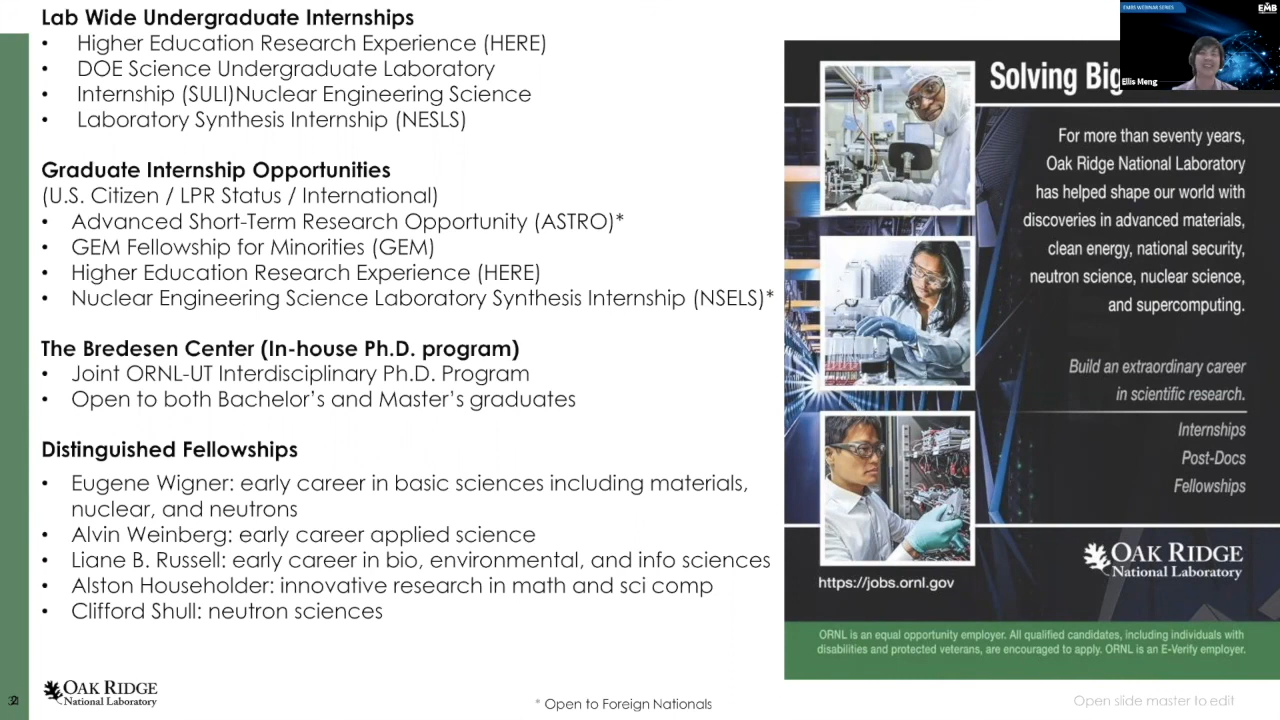 Lab Wide Undergraduate Internships
• Higher Education Research Experience (HERE)
• DOE Science Undergraduate Laboratory
• Internship (SULI)Nuclear Engineering Science
• Laboratory Synthesis Internship (NESLS)
Graduate Internship Opportunities
(U.S. Citizen / LPR Status / International)
• Advanced Short-Term Research Opportunity (ASTRO)*
• GEM Fellowship for Minorities (GEM)
• Higher Education Research Experience (HERE)
• Nuclear Engineering Science Laboratory Synthesis Internship (NSELS)*
The Bredesen Center (In-house Ph.D. program)
• Joint ORNL-UT Interdisciplinary Ph.D. Program
• Open to both Bachelor's and Master's graduates
Distinguished Fellowships
• Eugene Wigner: early career in basic sciences including materials,
nuclear, and neutrons
• Alvin Weinberg: early career applied science
• Liane B. Russell: early career in bio, environmental, and info sciences
• Alston Householder: innovative research in math and sci comp
• Clifford Shull: neutron sciences
OAK RIDGE
National Laboratory
* Open to Foreign Nationals
Open slide master to edit
EMBS WEBINAR SERIES
EMB
Ellis Meng
Solving Big
For more than seventy years,
Oak Ridge National Laboratory
has helped shape our world with
discoveries in advanced materials,
clean energy, national security,
neutron science, nuclear science,
and supercomputing.
Build an extraordinary career
in scientific research.
Internships
Post-Docs
Fellowships
OAK RIDGE
National Laboratory
https://jobs.ornl.gov
ORNL is an equal opportunity employer. All qualified candidates, including individuals with
disabilities and protected veterans, are encouraged to apply. ORNL is an E-Verify employer.